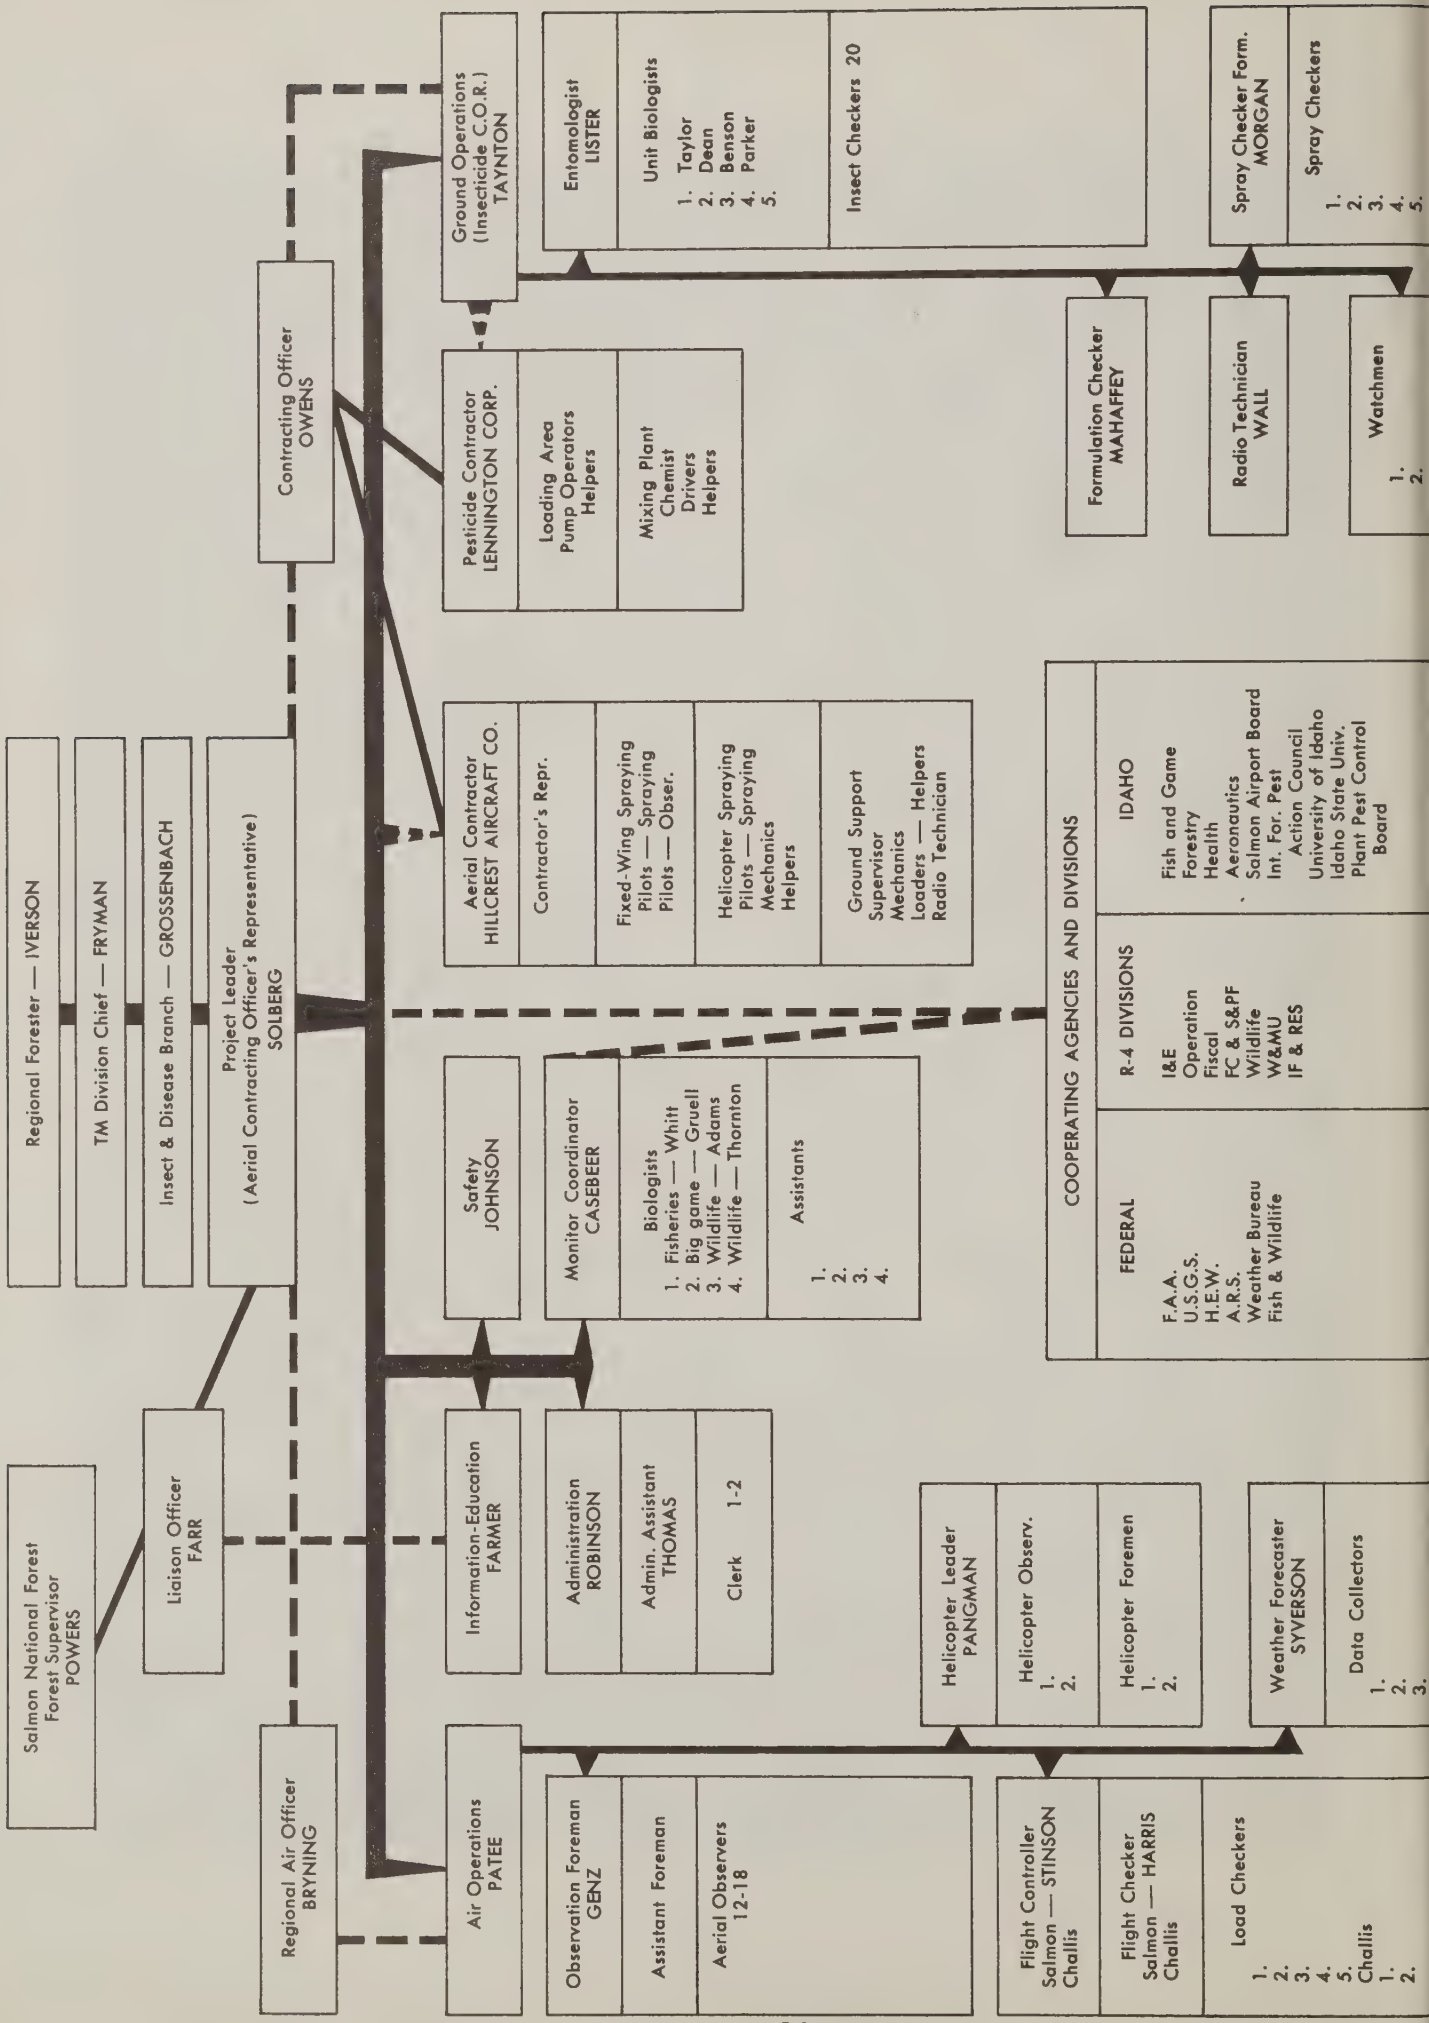 Regional Forester — IVERSON
TM Division Chief — FRYMAN
Insect & Disease Branch — GROSSENBACH
Project Leader
(Aerial Contracting Officer's Representative)
SOLBERG
Salmon National Forest
Forest Supervisor
POWERS
Liaison Officer
FARR
Regional Air Officer
BRYNING
Contracting Officer
OWENS
Air Operations
PATEE
Information-Education
FARMER
Safety
JOHNSON
Aerial Contractor
HILLCREST AIRCRAFT CO.
Contractor's Repr.
Fixed-Wing Spraying
Pilots — Spraying
Pilots — Obser.
Helicopter Spraying
Pilots — Spraying
Mechanics
Helpers
Ground Support
Supervisor
Mechanics
Loaders — Helpers
Radio Technician
Pesticide Contractor
LENNINGTON CORP.
Loading Area
Pump Operators
Helpers
Mixing Plant
Chemist
Drivers
Helpers
Ground Operations
(Insecticide C.O.R.)
TAYNTON
Observation Foreman
GENZ
Assistant Foreman
Aerial Observers
12-18
Administration
ROBINSON
Admin. Assistant
THOMAS
Clerk 1-2
Monitor Coordinator
CASEBEER
Biologists
1. Fisheries — Whitt
2. Big game — Gruell
3. Wildlife — Adams
4. Wildlife — Thornton
Assistants
1.
2.
3.
4.
Entomologist
LISTER
Unit Biologists
1. Taylor
2. Dean
3. Benson
4. Parker
5.
Insect Checkers 20
Helicopter Leader
PANGMAN
Helicopter Observ.
1.
2.
Helicopter Foremen
1.
2.
Flight Controller
Salmon — STINSON
Challis
Flight Checker
Salmon — HARRIS
Challis
Load Checkers
1.
2.
3.
4.
5.
Challis
1.
2.
Weather Forecaster
SYVERSON
Data Collectors
1.
2.
3.
COOPERATING AGENCIES AND DIVISIONS
FEDERAL
F.A.A.
U.S.G.S.
H.E.W.
A.R.S.
Weather Bureau
Fish & Wildlife
R-4 DIVISIONS
I&E
Operation
Fiscal
FC & S&PF
Wildlife
W&MU
IF & RES
IDAHO
Fish and Game
Forestry
Health
Aeronautics
Salmon Airport Board
Int. For. Pest
Action Council
University of Idaho
Idaho State Univ.
Plant Pest Control
Board
Formulation Checker
MAHAFFEY
Radio Technician
WALL
Watchmen
1.
2.
Spray Checker Form.
MORGAN
Spray Checkers
1.
2.
3.
4.
5.